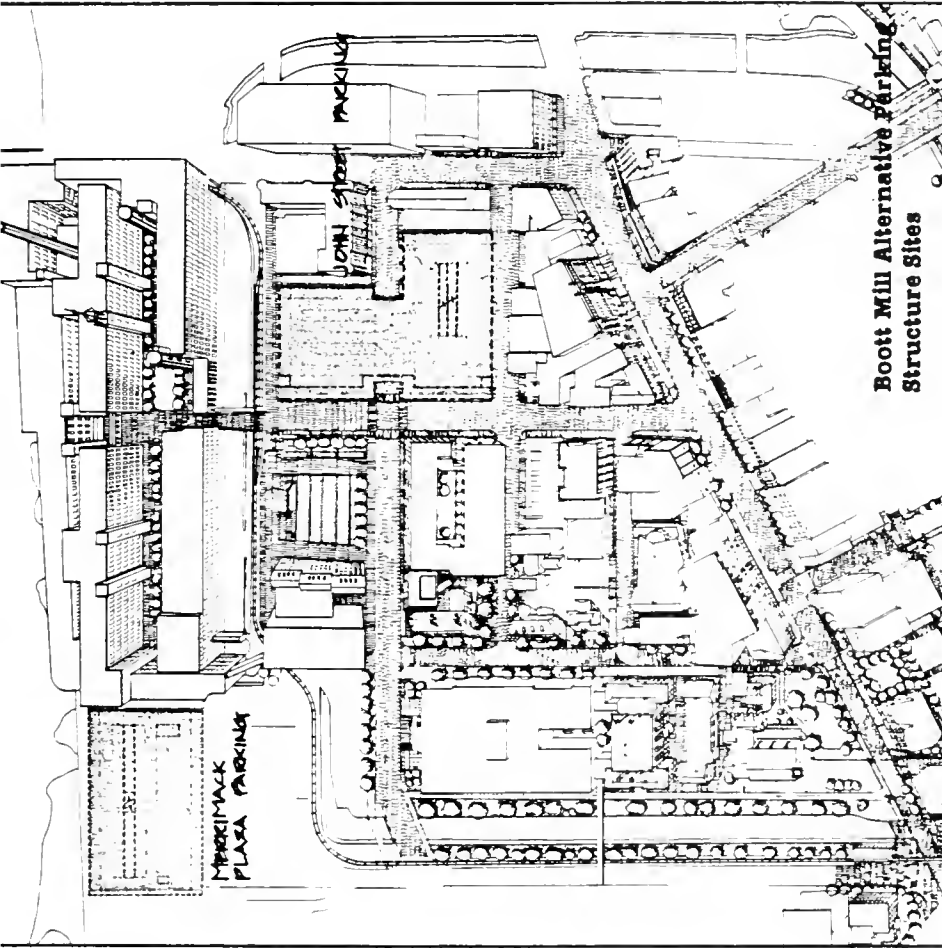 JOHN STREET PARKING
MERRIMACK
PLAZA PARKING
Boott Mill Alternative Parking
Structure Sites